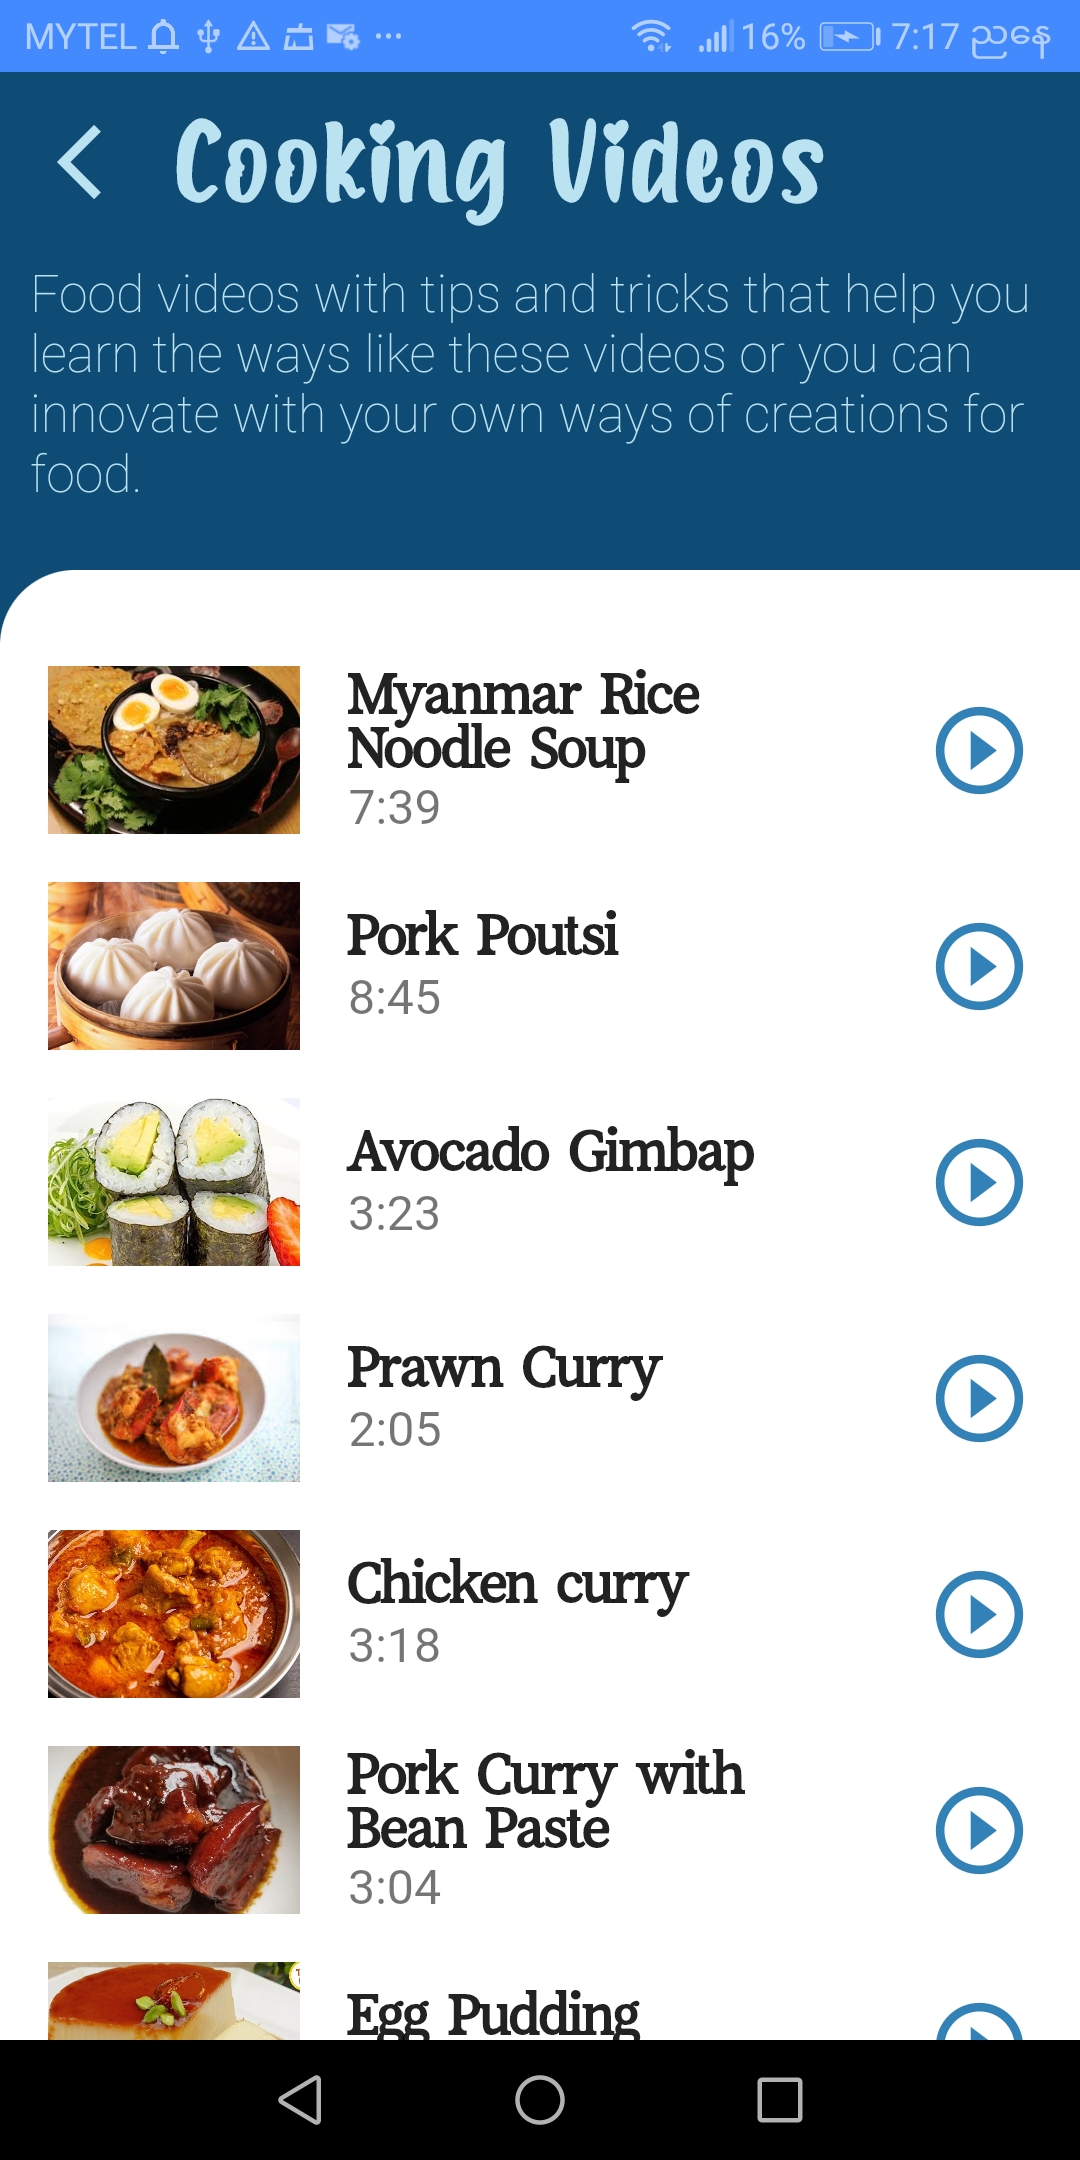 MYTEL 16% 7:17 ညနေ
Cooking Videos
Food videos with tips and tricks that help you
learn the ways like these videos or you can
innovate with your own ways of creations for
food.
Myanmar Rice
Noodle Soup
7:39
Pork Poutsi
8:45
Avocado Gimbap
3:23
Prawn Curry
2:05
Chicken curry
3:18
Pork Curry with
Bean Paste
3:04
Egg Pudding